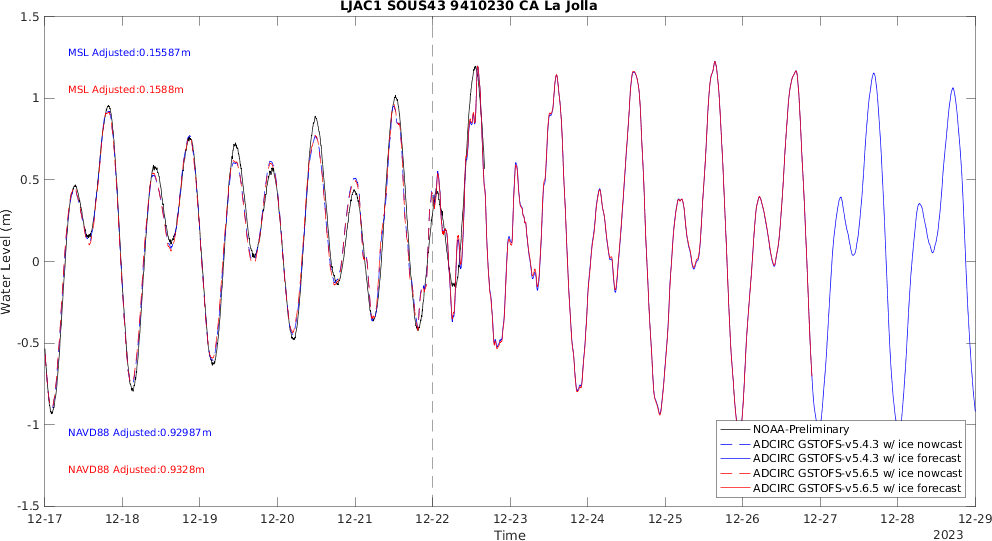 LJAC1 SOUS43 9410230 CA La Jolla
1.5
MSL Adjusted:0.15587m
MSL Adjusted:0.1588m
1
0.5
0
-0.5
-1
-1.5
Water Level (m)
NAVD88 Adjusted:0.92987m
NAVD88 Adjusted:0.9328m
NOAA-Preliminary
ADCIRC GSTOFS-v5.4.3 w/ ice nowcast
ADCIRC GSTOFS-v5.4.3 w/ ice forecast
ADCIRC GSTOFS-v5.6.5 w/ ice nowcast
ADCIRC GSTOFS-v5.6.5 w/ ice forecast
12-17 12-18 12-19 12-20 12-21 12-22 12-23 12-24 12-25 12-26 12-27 12-28 12-29
Time
2023